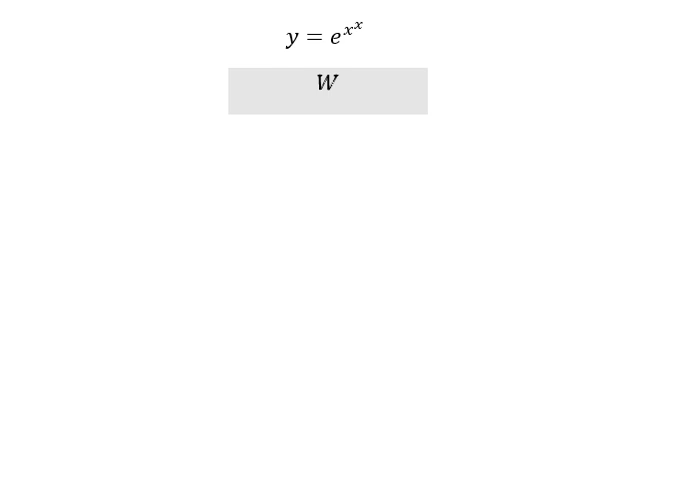 y = e^{x^x}
W